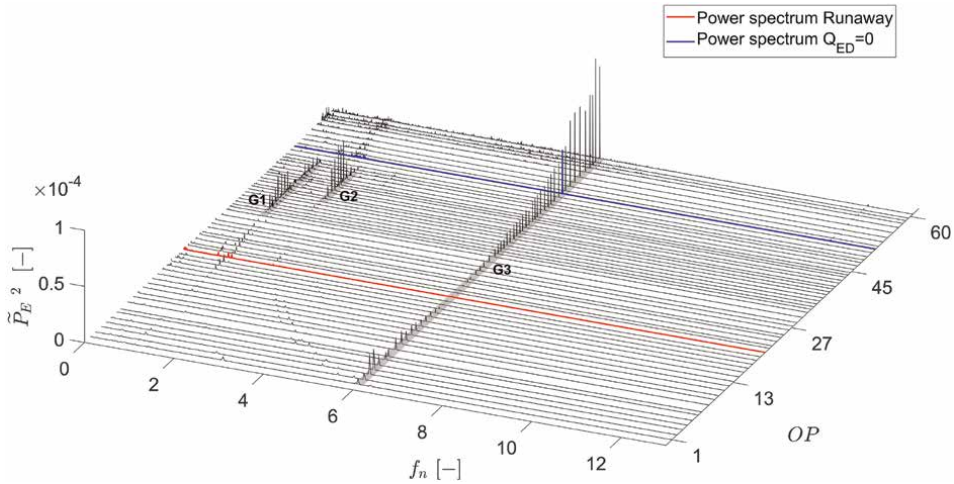 Power spectrum Runaway
Power spectrum Q_ED=0
×10^-4
1
0.5
0
P̃_E ^2 [−]
G1
G2
G3
0
2
4
6
8
10
12
f_n [−]
60
45
27
13
1
OP